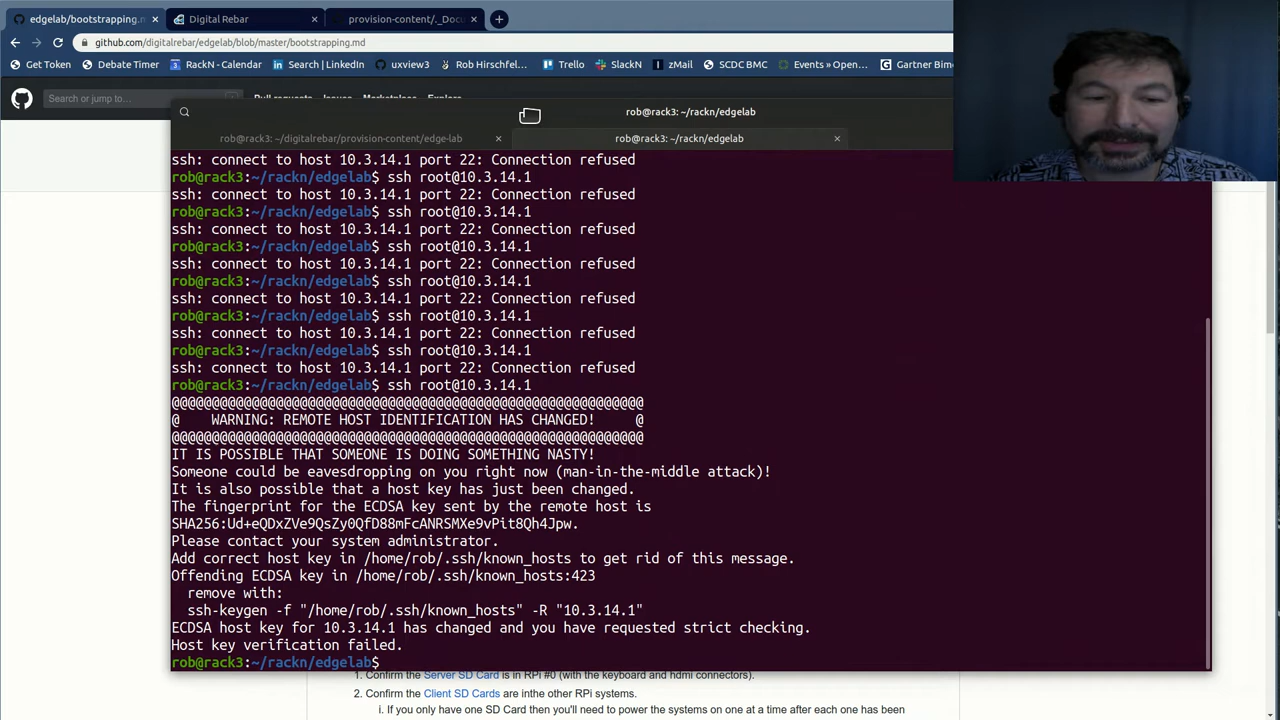 edgelab/bootstrapping.m
Digital Rebar
provision-content/._Docu
github.com/digitalrebar/edgelab/blob/master/bootstrapping.md
Get Token
Debate Timer
RackN - Calendar
Search | LinkedIn
uxview3
Rob Hirschfel...
Trello
SlackN
zMail
SCDC BMC
Events » Open...
Gartner Bimo
Search or jump to...
Pull requests Issues Marketplace Explore
rob@rack3: ~/rackn/edgelab
rob@rack3: ~/digitalrebar/provision-content/edge-lab
rob@rack3: ~/rackn/edgelab
ssh: connect to host 10.3.14.1 port 22: Connection refused
rob@rack3:~/rackn/edgelab$ ssh root@10.3.14.1
ssh: connect to host 10.3.14.1 port 22: Connection refused
rob@rack3:~/rackn/edgelab$ ssh root@10.3.14.1
ssh: connect to host 10.3.14.1 port 22: Connection refused
rob@rack3:~/rackn/edgelab$ ssh root@10.3.14.1
ssh: connect to host 10.3.14.1 port 22: Connection refused
rob@rack3:~/rackn/edgelab$ ssh root@10.3.14.1
ssh: connect to host 10.3.14.1 port 22: Connection refused
rob@rack3:~/rackn/edgelab$ ssh root@10.3.14.1
ssh: connect to host 10.3.14.1 port 22: Connection refused
rob@rack3:~/rackn/edgelab$ ssh root@10.3.14.1
ssh: connect to host 10.3.14.1 port 22: Connection refused
rob@rack3:~/rackn/edgelab$ ssh root@10.3.14.1
@@@@@@@@@@@@@@@@@@@@@@@@@@@@@@@@@@@@@@@@@@@@@@@@@@@@@@@@@@@
@    WARNING: REMOTE HOST IDENTIFICATION HAS CHANGED!     @
@@@@@@@@@@@@@@@@@@@@@@@@@@@@@@@@@@@@@@@@@@@@@@@@@@@@@@@@@@@
IT IS POSSIBLE THAT SOMEONE IS DOING SOMETHING NASTY!
Someone could be eavesdropping on you right now (man-in-the-middle attack)!
It is also possible that a host key has just been changed.
The fingerprint for the ECDSA key sent by the remote host is
SHA256:Ud+eQDxZVe9QsZy0QfD88mFcANRSMXe9vPit8Qh4Jpw.
Please contact your system administrator.
Add correct host key in /home/rob/.ssh/known_hosts to get rid of this message.
Offending ECDSA key in /home/rob/.ssh/known_hosts:423
remove with:
ssh-keygen -f "/home/rob/.ssh/known_hosts" -R "10.3.14.1"
ECDSA host key for 10.3.14.1 has changed and you have requested strict checking.
Host key verification failed.
rob@rack3:~/rackn/edgelab$
1. Confirm the Server SD Card is in RPi #0 (with the keyboard and hdmi connectors).
2. Confirm the Client SD Cards are inthe other RPi systems.
i. If you only have one SD Card then you'll need to power the systems on one at a time after each one has been